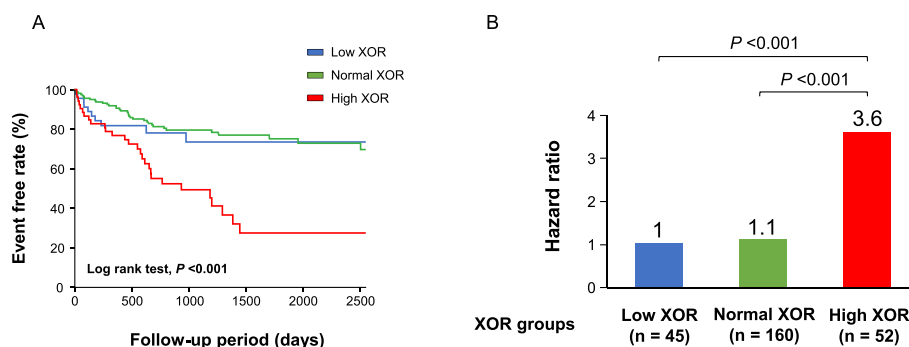 A
Low XOR
Normal XOR
High XOR
Event free rate (%)
100
80
60
40
20
0
Log rank test, P <0.001
0 500 1000 1500 2000 2500
Follow-up period (days)
B
P <0.001
P <0.001
Hazard ratio
4
3
2
1
0
1
1.1
3.6
XOR groups
Low XOR
(n = 45)
Normal XOR
(n = 160)
High XOR
(n = 52)